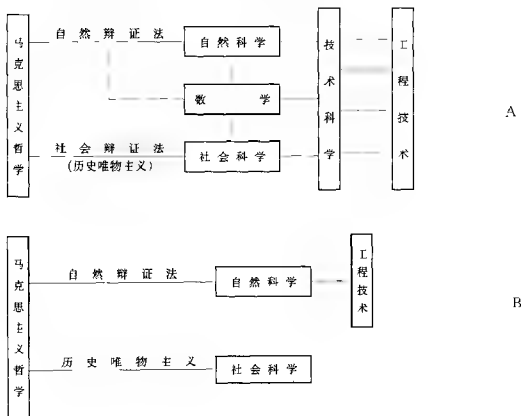 马克思主义哲学
自然辩证法
自然科学
数学
社会辩证法
(历史唯物主义)
社会科学
技术科学
工程技术
A
马克思主义哲学
自然辩证法
自然科学
工程技术
历史唯物主义
社会科学
B